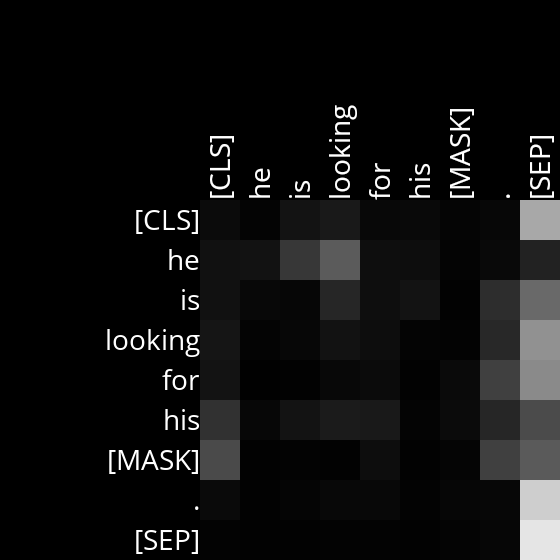 [CLS] he is looking for his [MASK] . [SEP]
[CLS]
he
is
looking
for
his
[MASK]
.
[SEP]